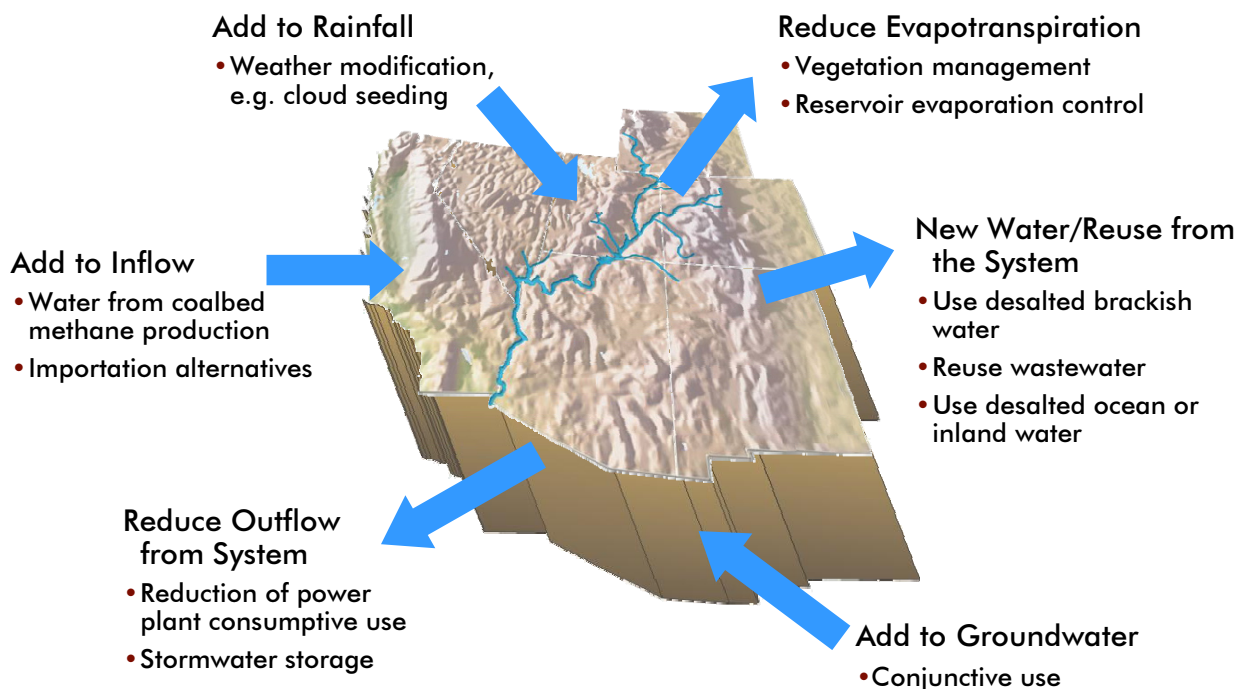 Add to Rainfall
•Weather modification,
e.g. cloud seeding
Reduce Evapotranspiration
•Vegetation management
•Reservoir evaporation control
Add to Inflow
•Water from coalbed
methane production
•Importation alternatives
New Water/Reuse from
the System
•Use desalted brackish
water
•Reuse wastewater
•Use desalted ocean or
inland water
Reduce Outflow
from System
•Reduction of power
plant consumptive use
•Stormwater storage
Add to Groundwater
•Conjunctive use